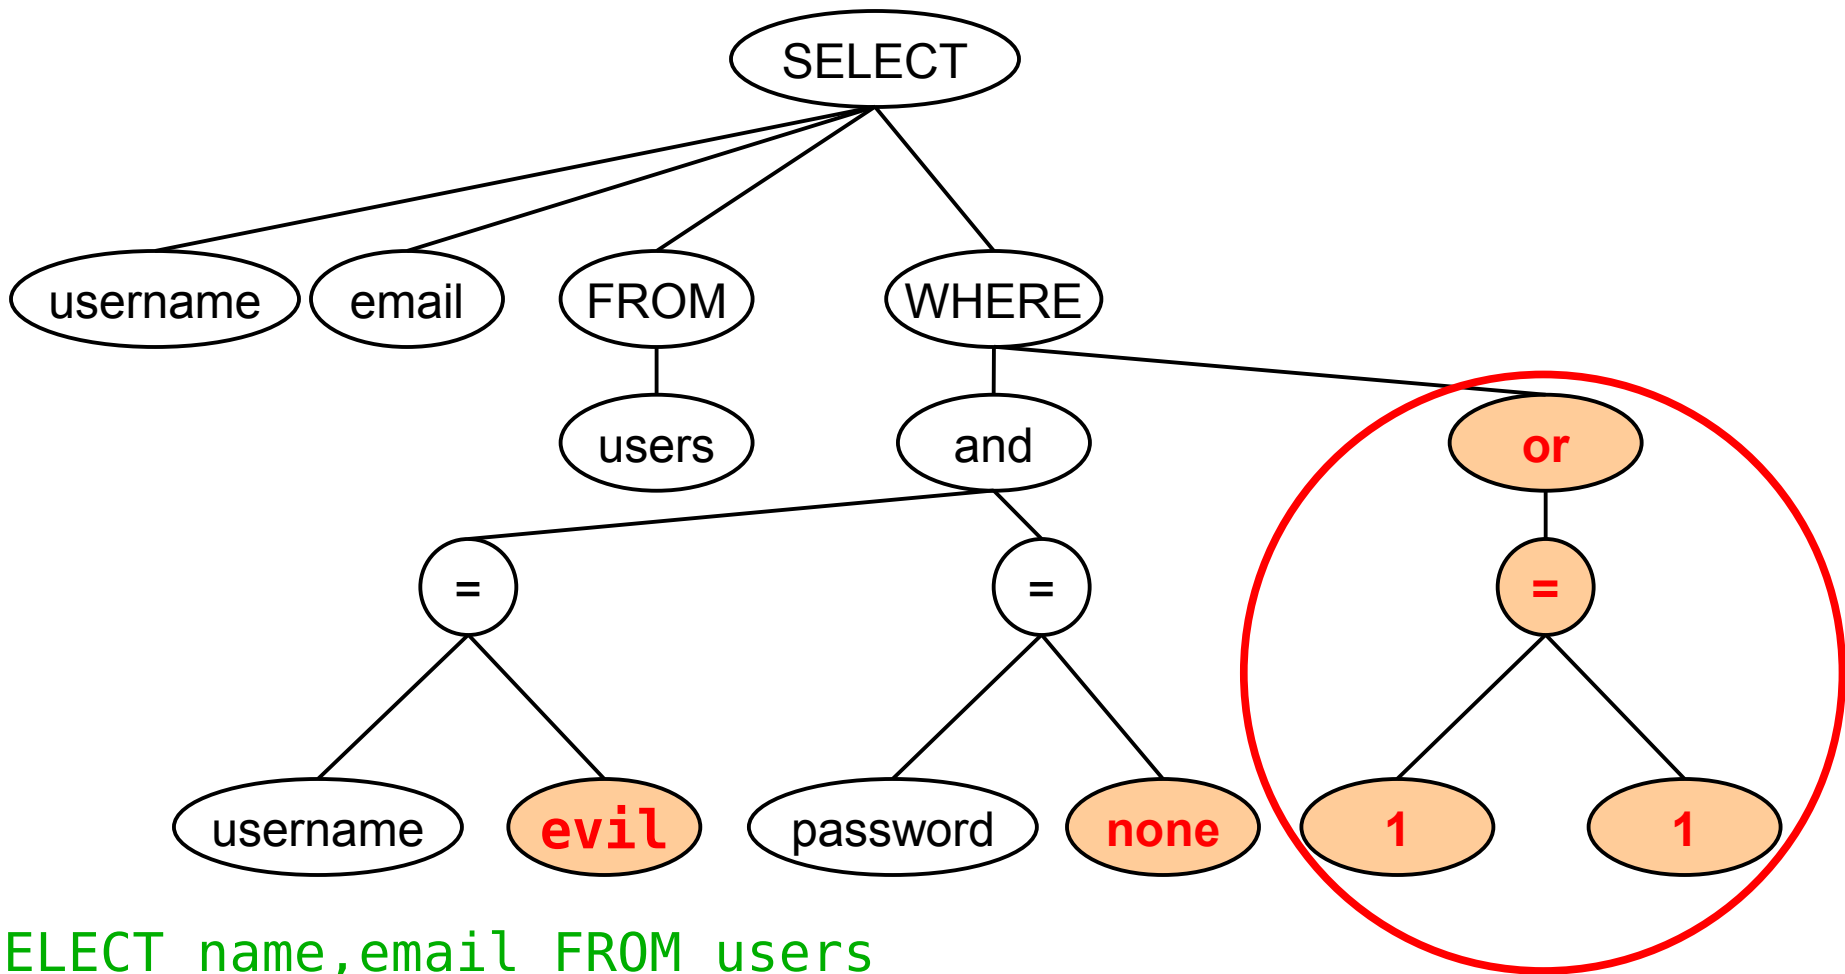 SELECT
username email FROM WHERE
users and or
= = =
username evil password none 1 1
ELECT name,email FROM users